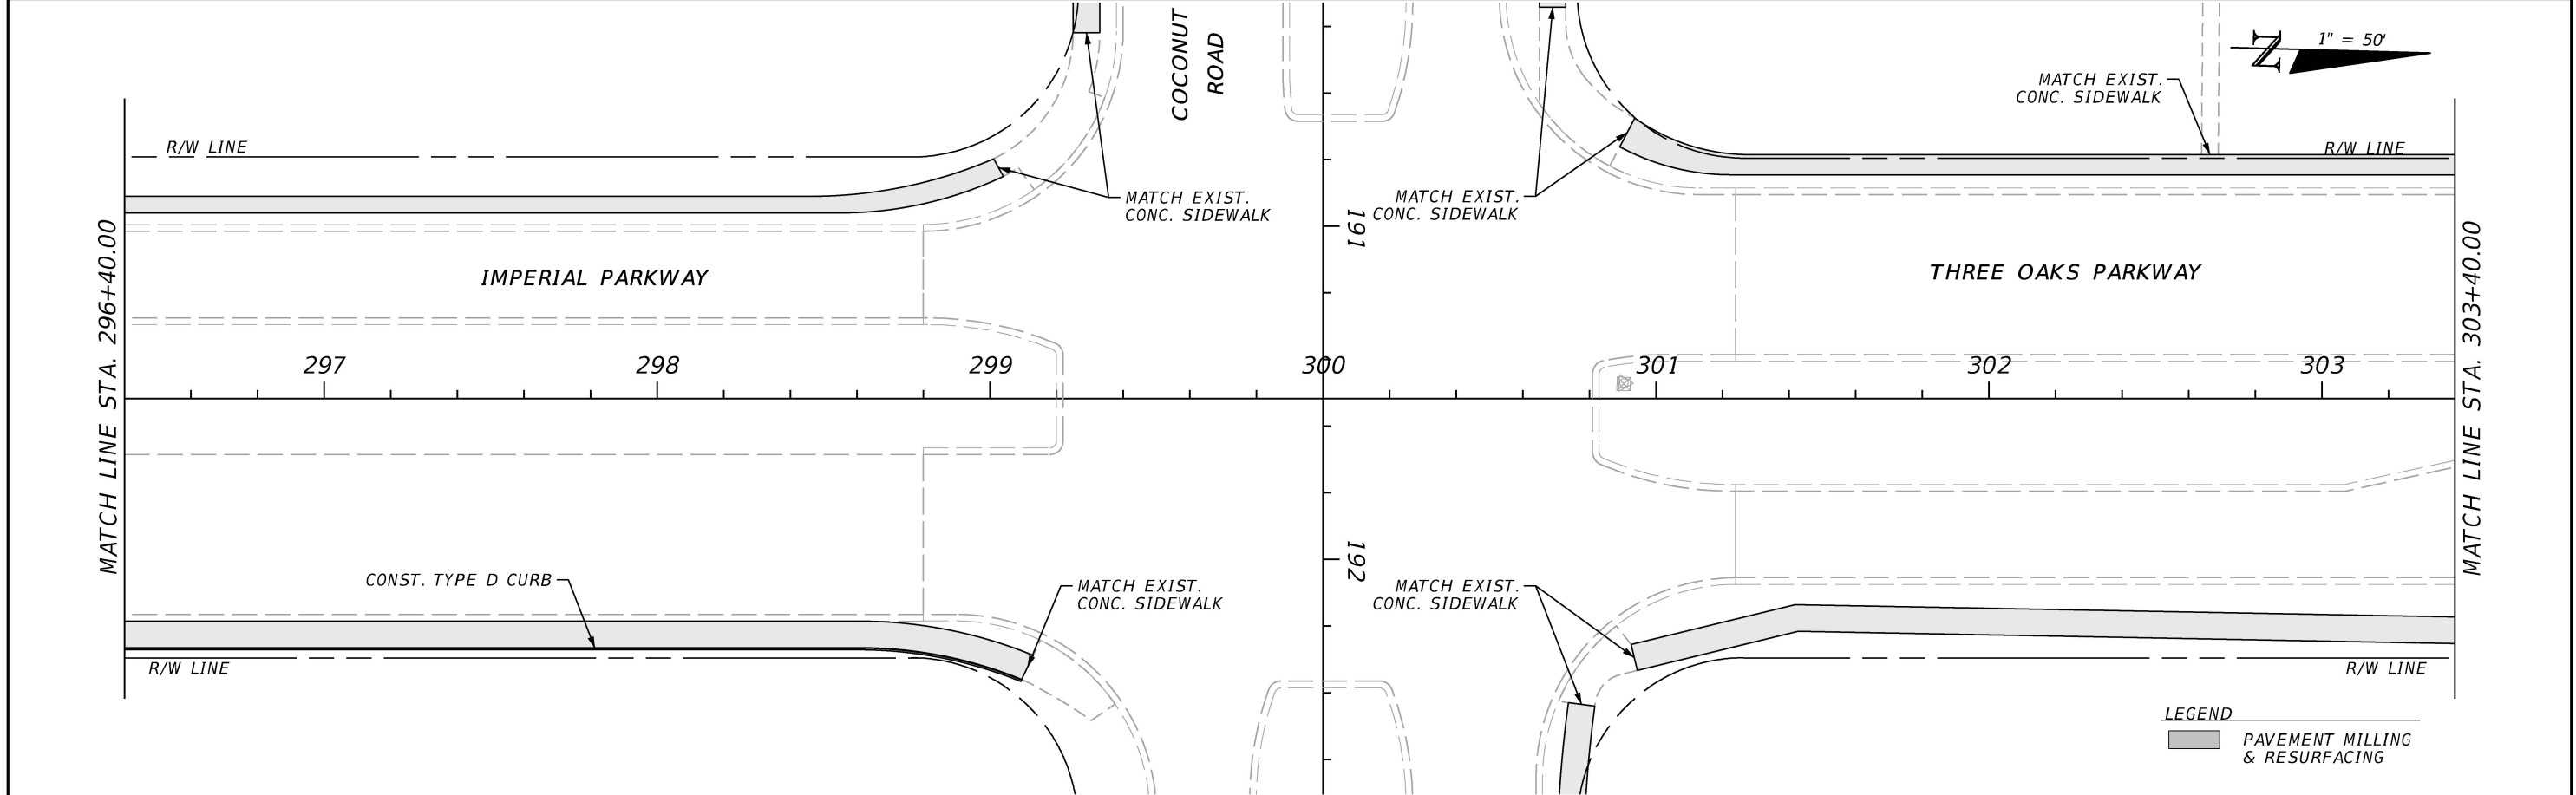 COCONUT
ROAD
N
1" = 50'
MATCH EXIST.
CONC. SIDEWALK
R/W LINE
R/W LINE
MATCH EXIST.
CONC. SIDEWALK
MATCH EXIST.
CONC. SIDEWALK
191
IMPERIAL PARKWAY
THREE OAKS PARKWAY
MATCH LINE STA. 296+40.00
297
298
299
300
301
302
303
MATCH LINE STA. 303+40.00
192
CONST. TYPE D CURB
MATCH EXIST.
CONC. SIDEWALK
MATCH EXIST.
CONC. SIDEWALK
R/W LINE
R/W LINE
LEGEND
PAVEMENT MILLING
& RESURFACING